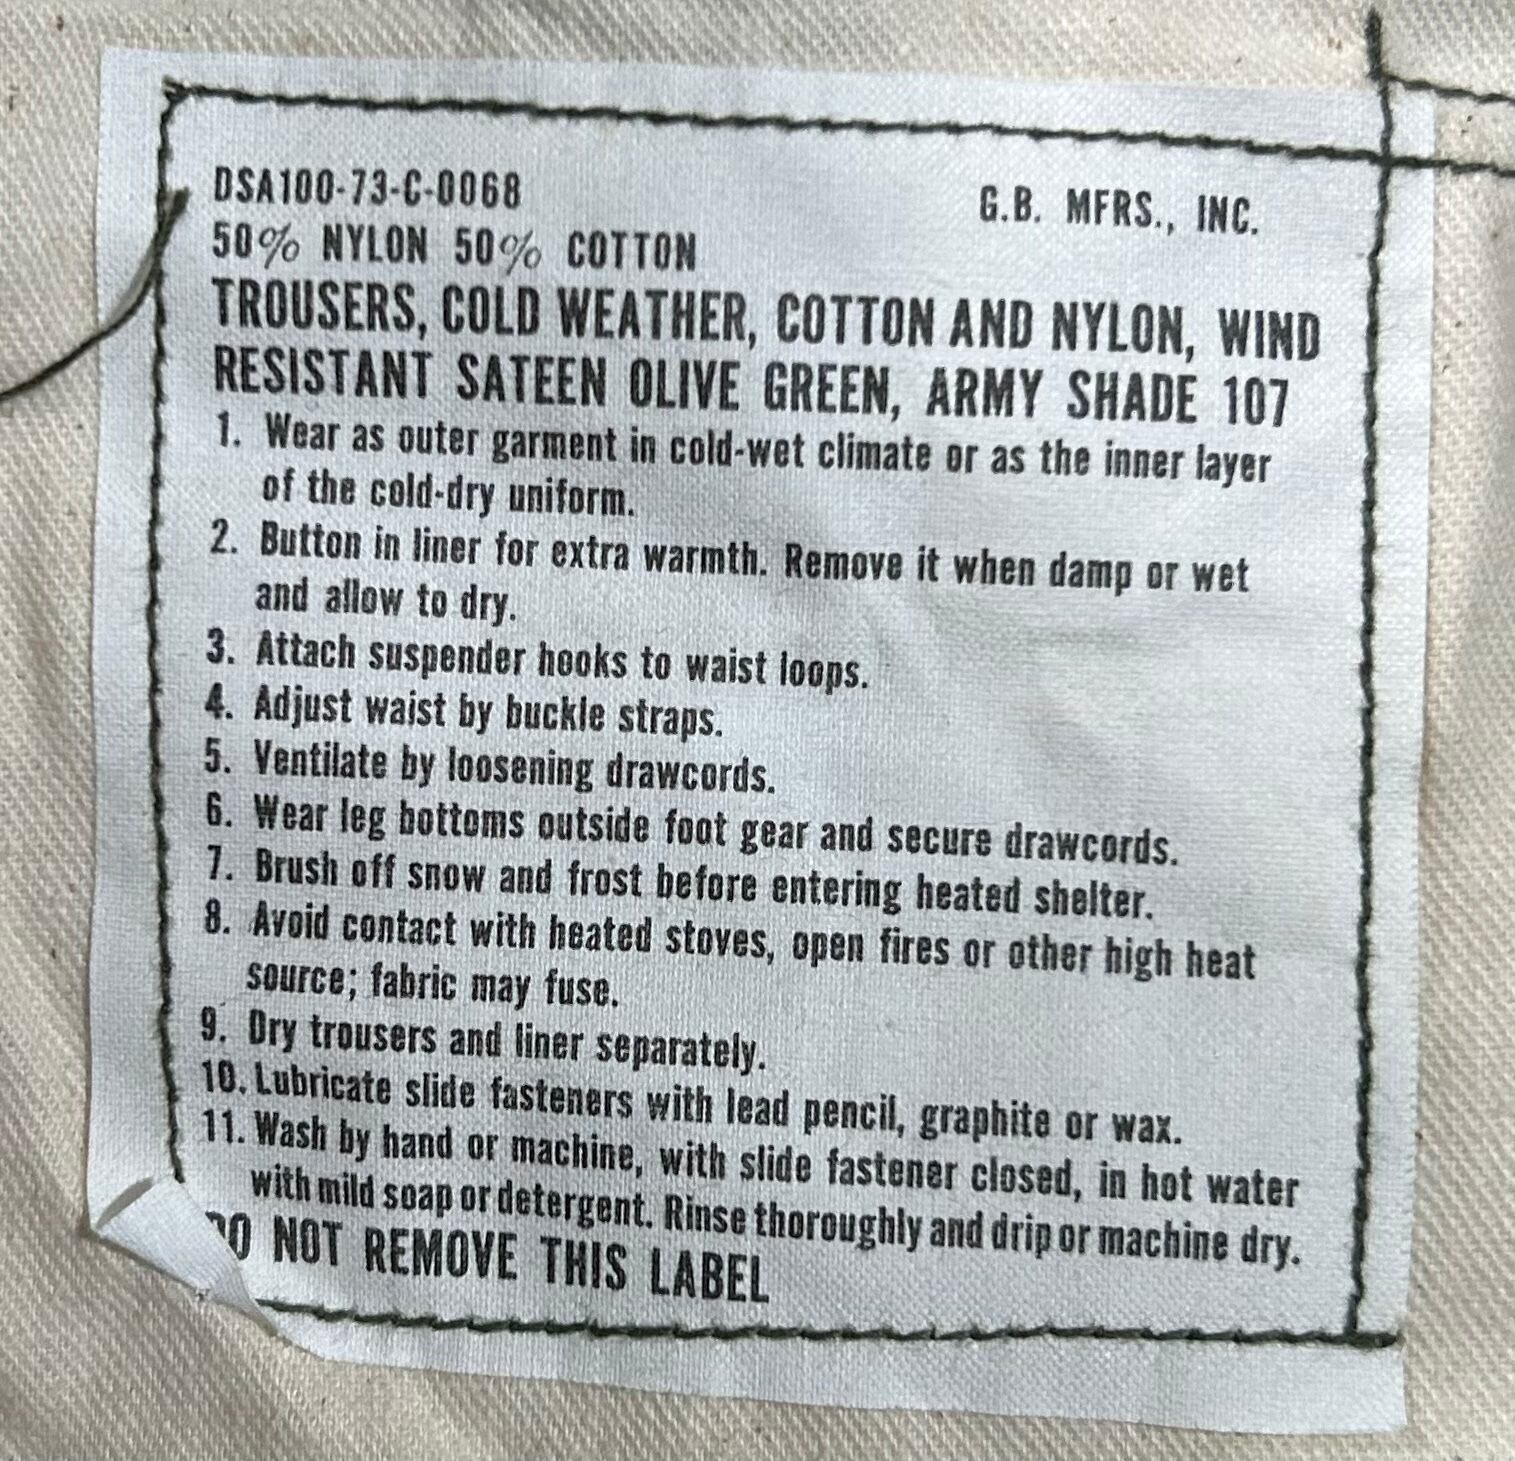 DSA100-73-C-0068 G.B. MFRS., INC.
50% NYLON 50% COTTON
TROUSERS, COLD WEATHER, COTTON AND NYLON, WIND
RESISTANT SATEEN OLIVE GREEN, ARMY SHADE 107
1. Wear as outer garment in cold-wet climate or as the inner layer
of the cold-dry uniform.
2. Button in liner for extra warmth. Remove it when damp or wet
and allow to dry.
3. Attach suspender hooks to waist loops.
4. Adjust waist by buckle straps.
5. Ventilate by loosening drawcords.
6. Wear leg bottoms outside foot gear and secure drawcords.
7. Brush off snow and frost before entering heated shelter.
8. Avoid contact with heated stoves, open fires or other high heat
source; fabric may fuse.
9. Dry trousers and liner separately.
10. Lubricate slide fasteners with lead pencil, graphite or wax.
11. Wash by hand or machine, with slide fastener closed, in hot water
with mild soap or detergent. Rinse thoroughly and drip or machine dry.
DO NOT REMOVE THIS LABEL